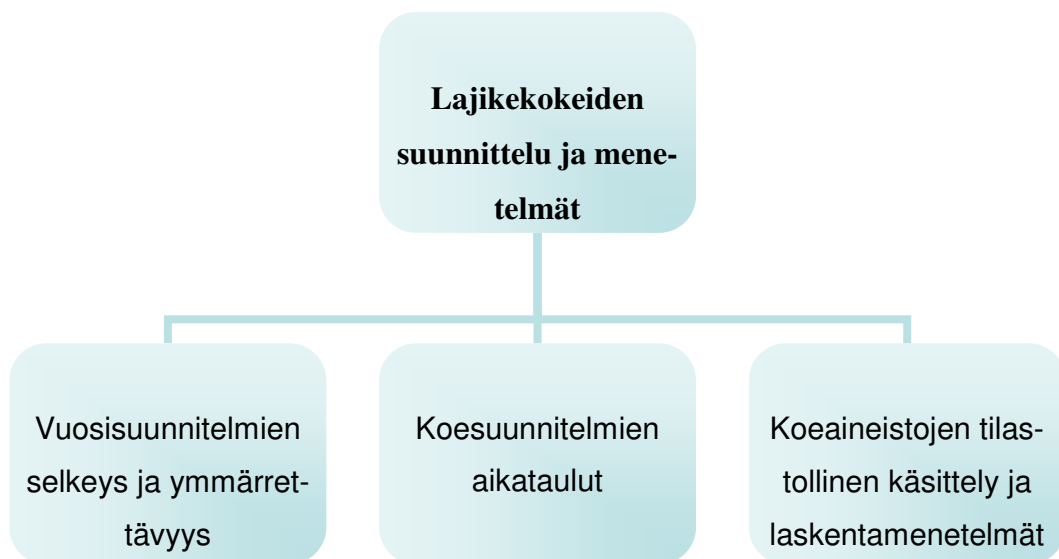 Lajikekokeiden
suunnittelu ja mene-
telmät
Vuosisuunnitelmien
selkeys ja ymmärret-
tävyys
Koesuunnitelmien
aikataulut
Koeaineistojen tilas-
tollinen käsittely ja
laskentamenetelmät